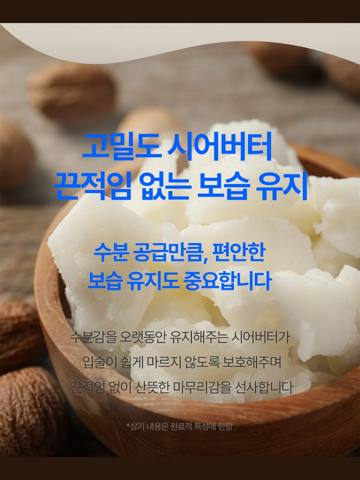 고밀도 시어버터
끈적임 없는 보습 유지
수분 공급만큼, 편안한
보습 유지도 중요합니다
수분감을 오랫동안 유지해주는 시어버터가
입술이 쉽게 마르지 않도록 보호해주며
끈적임 없이 산뜻한 마무리감을 선사합니다
*상기 내용은 원료적 특성에 한함